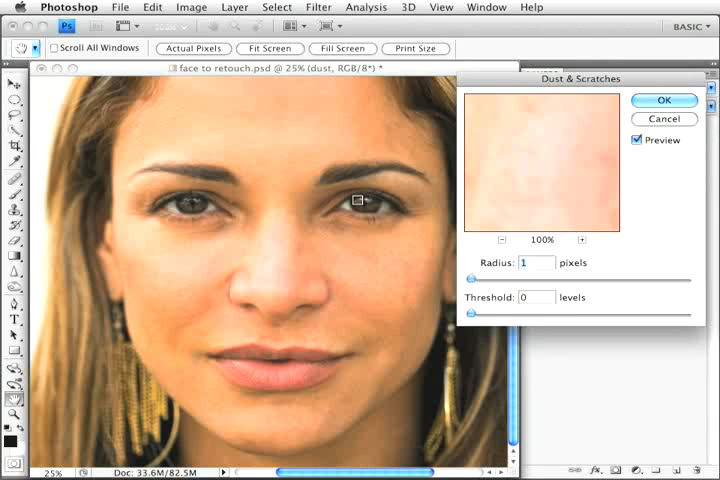 Photoshop File Edit Image Layer Select Filter Analysis 3D View Window Help
Ps BASIC
Scroll All Windows Actual Pixels Fit Screen Fill Screen Print Size
face to retouch.psd @ 25% (dust, RGB/8*) *
Dust & Scratches
OK
Cancel
Preview
100%
Radius: 1 pixels
Threshold: 0 levels
25% Doc: 33.6M/82.5M
fx